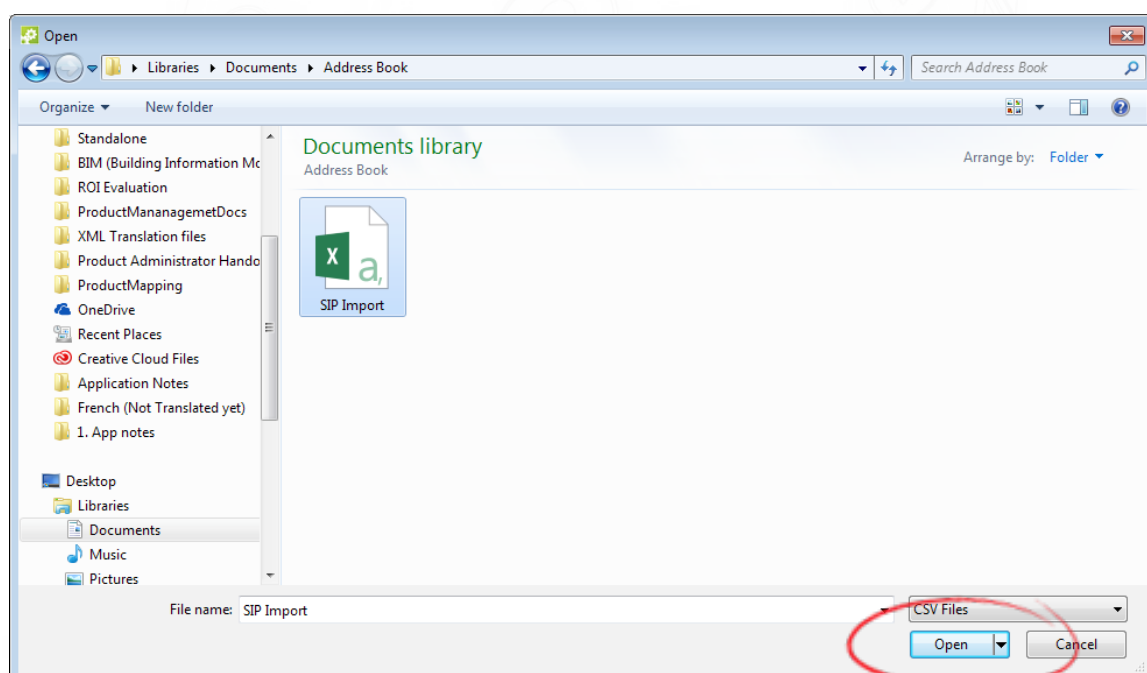 Open
Libraries ▸ Documents ▸ Address Book
Search Address Book
Organize
New folder
Standalone
BIM (Building Information Mc
ROI Evaluation
ProductMananagemetDocs
XML Translation files
Product Administrator Hando
ProductMapping
OneDrive
Recent Places
Creative Cloud Files
Application Notes
French (Not Translated yet)
1. App notes
Desktop
Libraries
Documents
Music
Pictures
Documents library
Address Book
Arrange by: Folder
X a,
SIP Import
File name: SIP Import
CSV Files
Open
Cancel